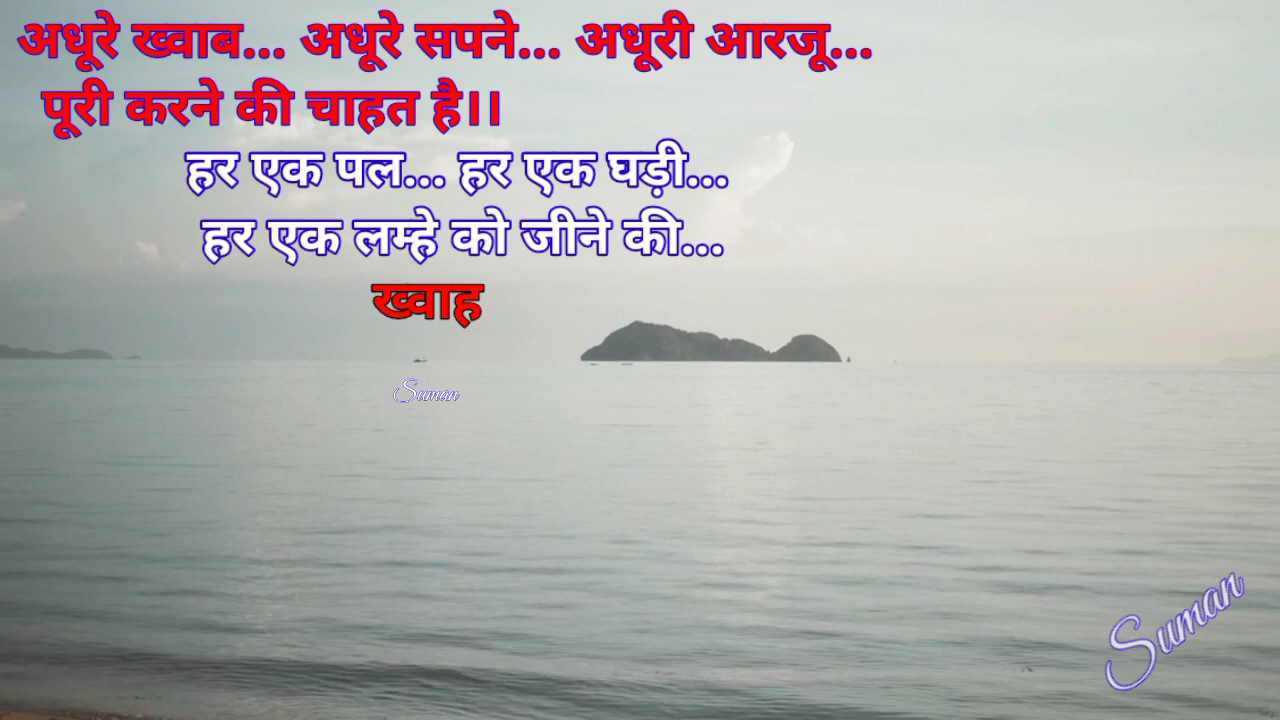 अधूरे ख्वाब... अधूरे सपने... अधूरी आरजू...
पूरी करने की चाहत है।।
हर एक पल... हर एक घड़ी...
हर एक लम्हे को जीने की...
ख्वाह
Suman
Suman